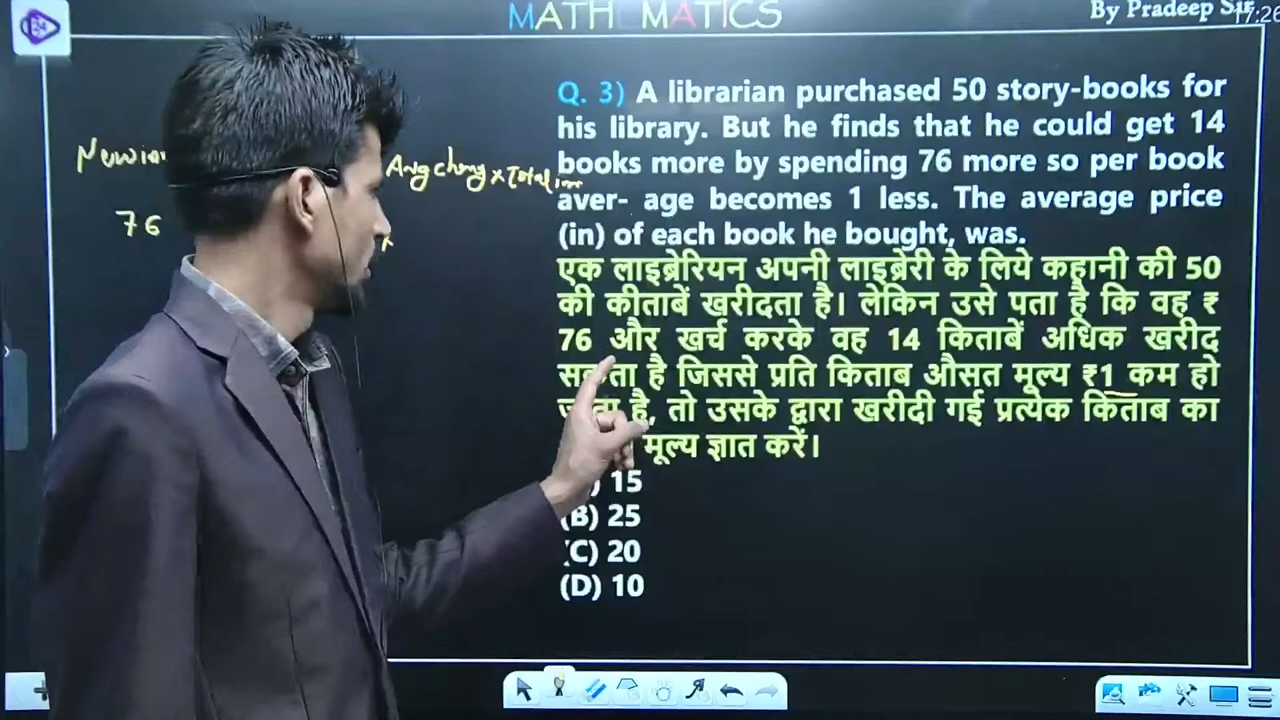 MATHEMATICS
By Pradeep Sir
17:26
Q. 3) A librarian purchased 50 story-books for
his library. But he finds that he could get 14
books more by spending 76 more so per book
aver- age becomes 1 less. The average price
(in) of each book he bought, was.
एक लाइब्रेरियन अपनी लाइब्रेरी के लिये कहानी की 50
की कीताबें खरीदता है। लेकिन उसे पता है कि वह ₹
76 और खर्च करके वह 14 किताबें अधिक खरीद
सकता है जिससे प्रति किताब औसत मूल्य ₹1 कम हो
जाता है, तो उसके द्वारा खरीदी गई प्रत्येक किताब का
मूल्य ज्ञात करें।
) 15
(B) 25
(C) 20
(D) 10
76